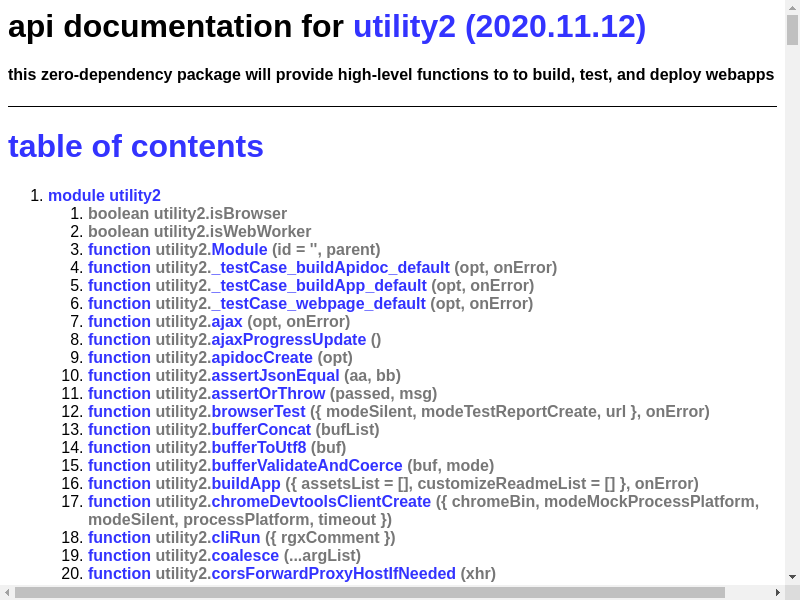 api documentation for utility2 (2020.11.12)
this zero-dependency package will provide high-level functions to to build, test, and deploy webapps
table of contents
1. module utility2
1. boolean utility2.isBrowser
2. boolean utility2.isWebWorker
3. function utility2.Module (id = '', parent)
4. function utility2._testCase_buildApidoc_default (opt, onError)
5. function utility2._testCase_buildApp_default (opt, onError)
6. function utility2._testCase_webpage_default (opt, onError)
7. function utility2.ajax (opt, onError)
8. function utility2.ajaxProgressUpdate ()
9. function utility2.apidocCreate (opt)
10. function utility2.assertJsonEqual (aa, bb)
11. function utility2.assertOrThrow (passed, msg)
12. function utility2.browserTest ({ modeSilent, modeTestReportCreate, url }, onError)
13. function utility2.bufferConcat (bufList)
14. function utility2.bufferToUtf8 (buf)
15. function utility2.bufferValidateAndCoerce (buf, mode)
16. function utility2.buildApp ({ assetsList = [], customizeReadmeList = [] }, onError)
17. function utility2.chromeDevtoolsClientCreate ({ chromeBin, modeMockProcessPlatform,
modeSilent, processPlatform, timeout })
18. function utility2.cliRun ({ rgxComment })
19. function utility2.coalesce (...argList)
20. function utility2.corsForwardProxyHostIfNeeded (xhr)